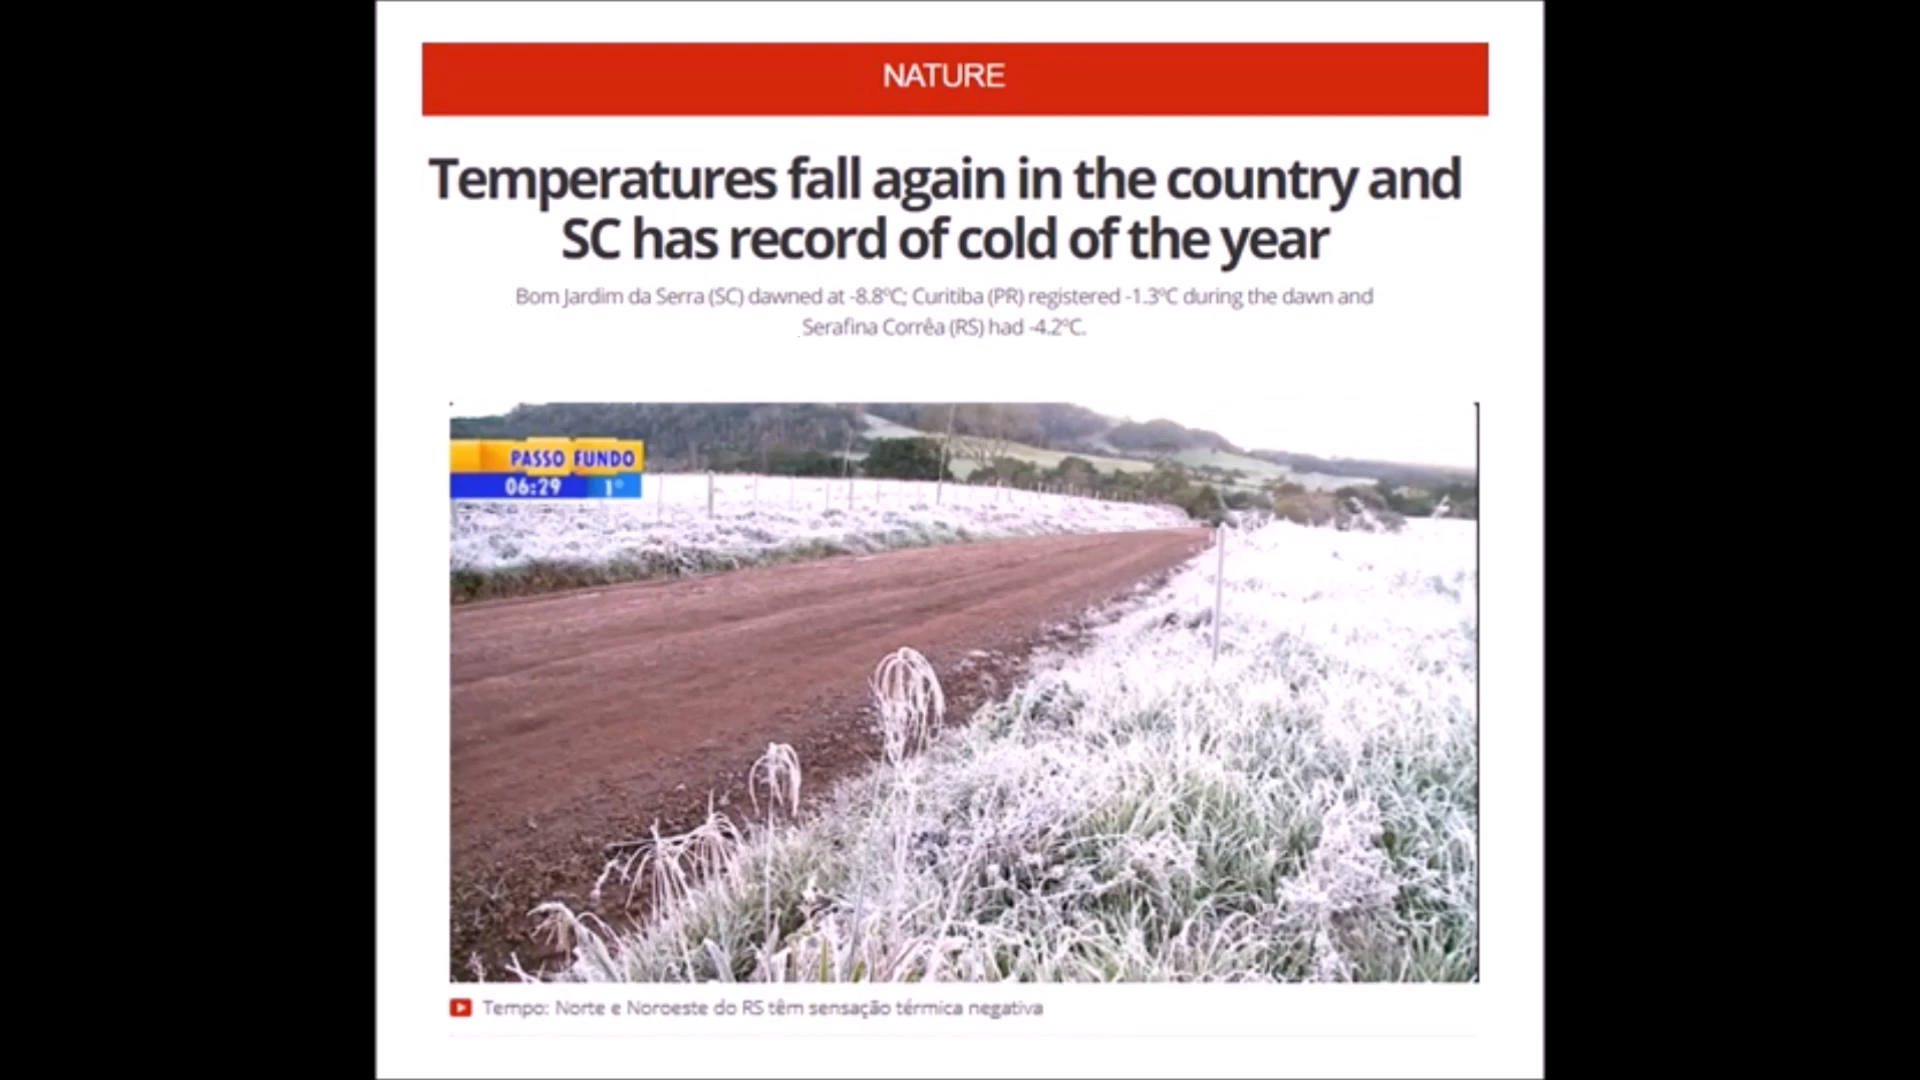 NATURE
Temperatures fall again in the country and
SC has record of cold of the year
Bom Jardim da Serra (SC) dawned at -8.8ºC; Curitiba (PR) registered -1.3ºC during the dawn and
Serafina Corrêa (RS) had -4.2ºC.
PASSO FUNDO
06:29 1°
Tempo: Norte e Noroeste do RS têm sensação térmica negativa